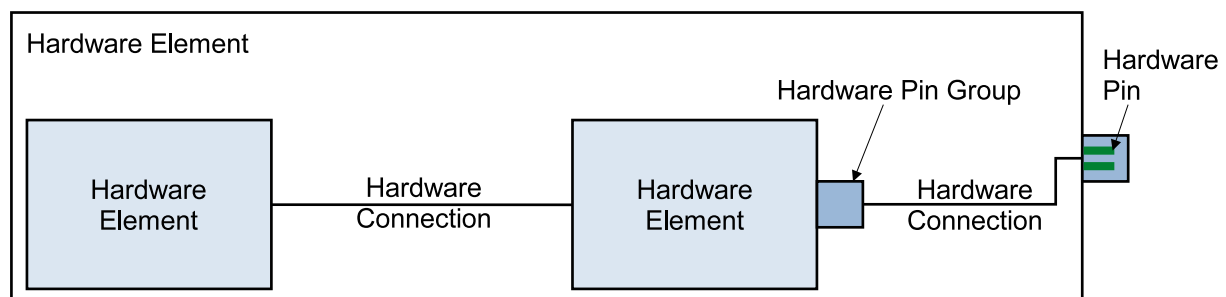 Hardware Element
Hardware
Pin
Hardware Pin Group
Hardware
Element
Hardware
Connection
Hardware
Element
Hardware
Connection